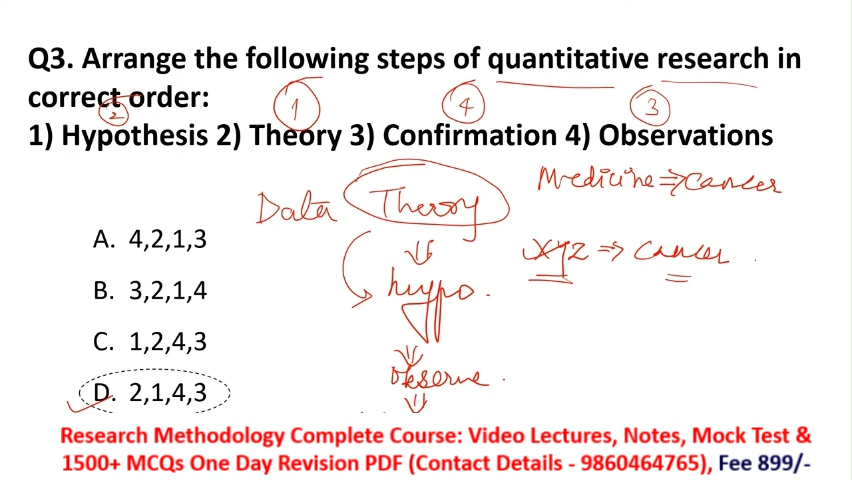 Q3. Arrange the following steps of quantitative research in
correct order:
2 1 4 3
1) Hypothesis 2) Theory 3) Confirmation 4) Observations
Medicine ⇒ cancer
Data Theory
A. 4,2,1,3
XYZ ⇒ cancer
B. 3,2,1,4
hypo.
C. 1,2,4,3
observe
D. 2,1,4,3
Research Methodology Complete Course: Video Lectures, Notes, Mock Test &
1500+ MCQs One Day Revision PDF (Contact Details - 9860464765), Fee 899/-